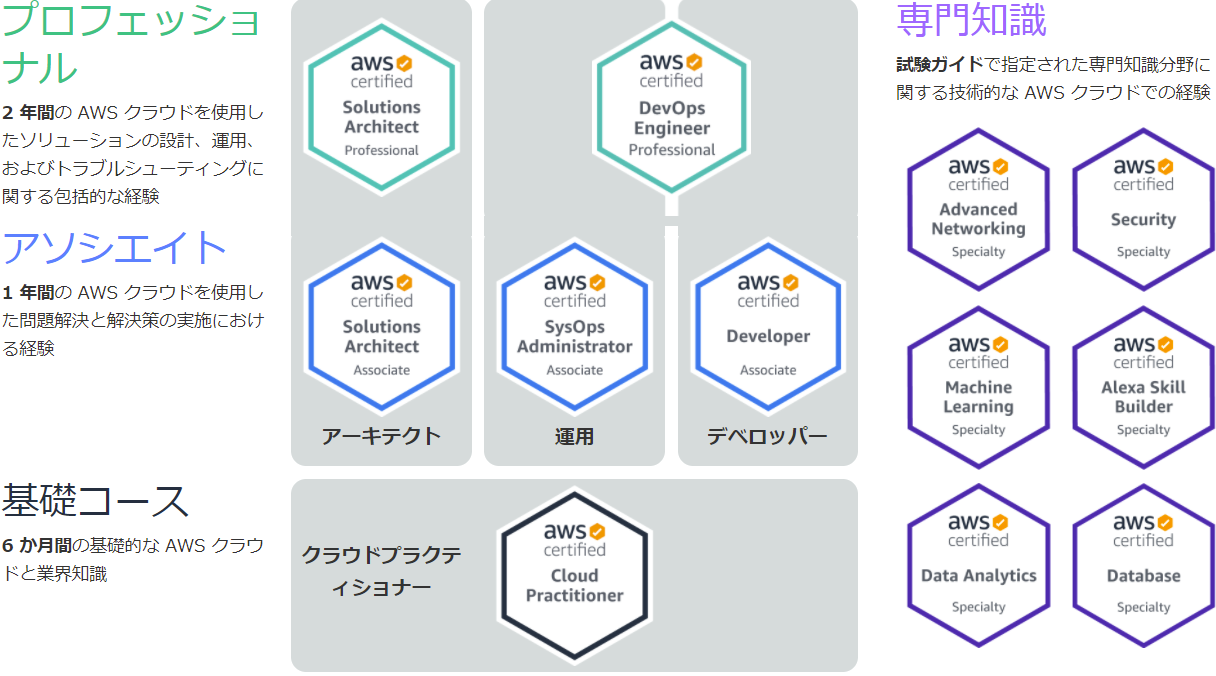 プロフェッショ
ナル
2 年間の AWS クラウドを使用し
たソリューションの設計、運用、
およびトラブルシューティングに
関する包括的な経験
aws
certified
Solutions
Architect
Professional
aws
certified
DevOps
Engineer
Professional
アソシエイト
1 年間の AWS クラウドを使用し
た問題解決と解決策の実施におけ
る経験
aws
certified
Solutions
Architect
Associate
アーキテクト
aws
certified
SysOps
Administrator
Associate
運用
aws
certified
Developer
Associate
デベロッパー
基礎コース
6 か月間の基礎的な AWS クラウ
ドと業界知識
クラウドプラクテ
ィショナー
aws
certified
Cloud
Practitioner
専門知識
試験ガイドで指定された専門知識分野に
関する技術的な AWS クラウドでの経験
aws
certified
Advanced
Networking
Specialty
aws
certified
Security
Specialty
aws
certified
Machine
Learning
Specialty
aws
certified
Alexa Skill
Builder
Specialty
aws
certified
Data Analytics
Specialty
aws
certified
Database
Specialty